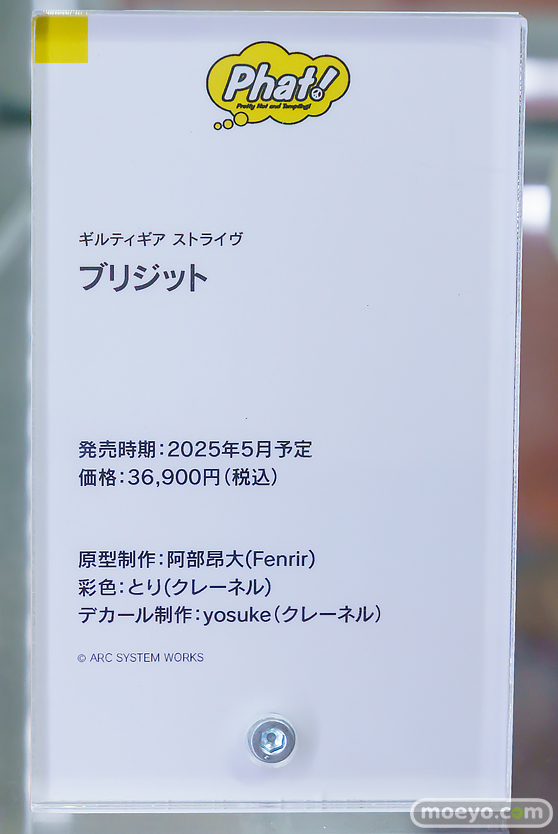 Phat!
Pretty Hot and Tempting!
ギルティギア ストライヴ
ブリジット
発売時期：2025年5月予定
価格：36,900円（税込）
原型制作：阿部昂大(Fenrir)
彩色：とり(クレーネル)
デカール制作：yosuke（クレーネル）
© ARC SYSTEM WORKS
moeyo.com